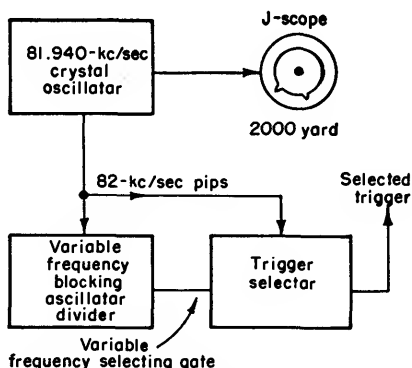 J-scope
81.940-kc/sec
crystal
oscillatar
2000 yard
82-kc/sec pips
Selected
trigger
Variable
frequency
blocking
ascillatar
divider
Trigger
selectar
Variable
frequency selecting gate